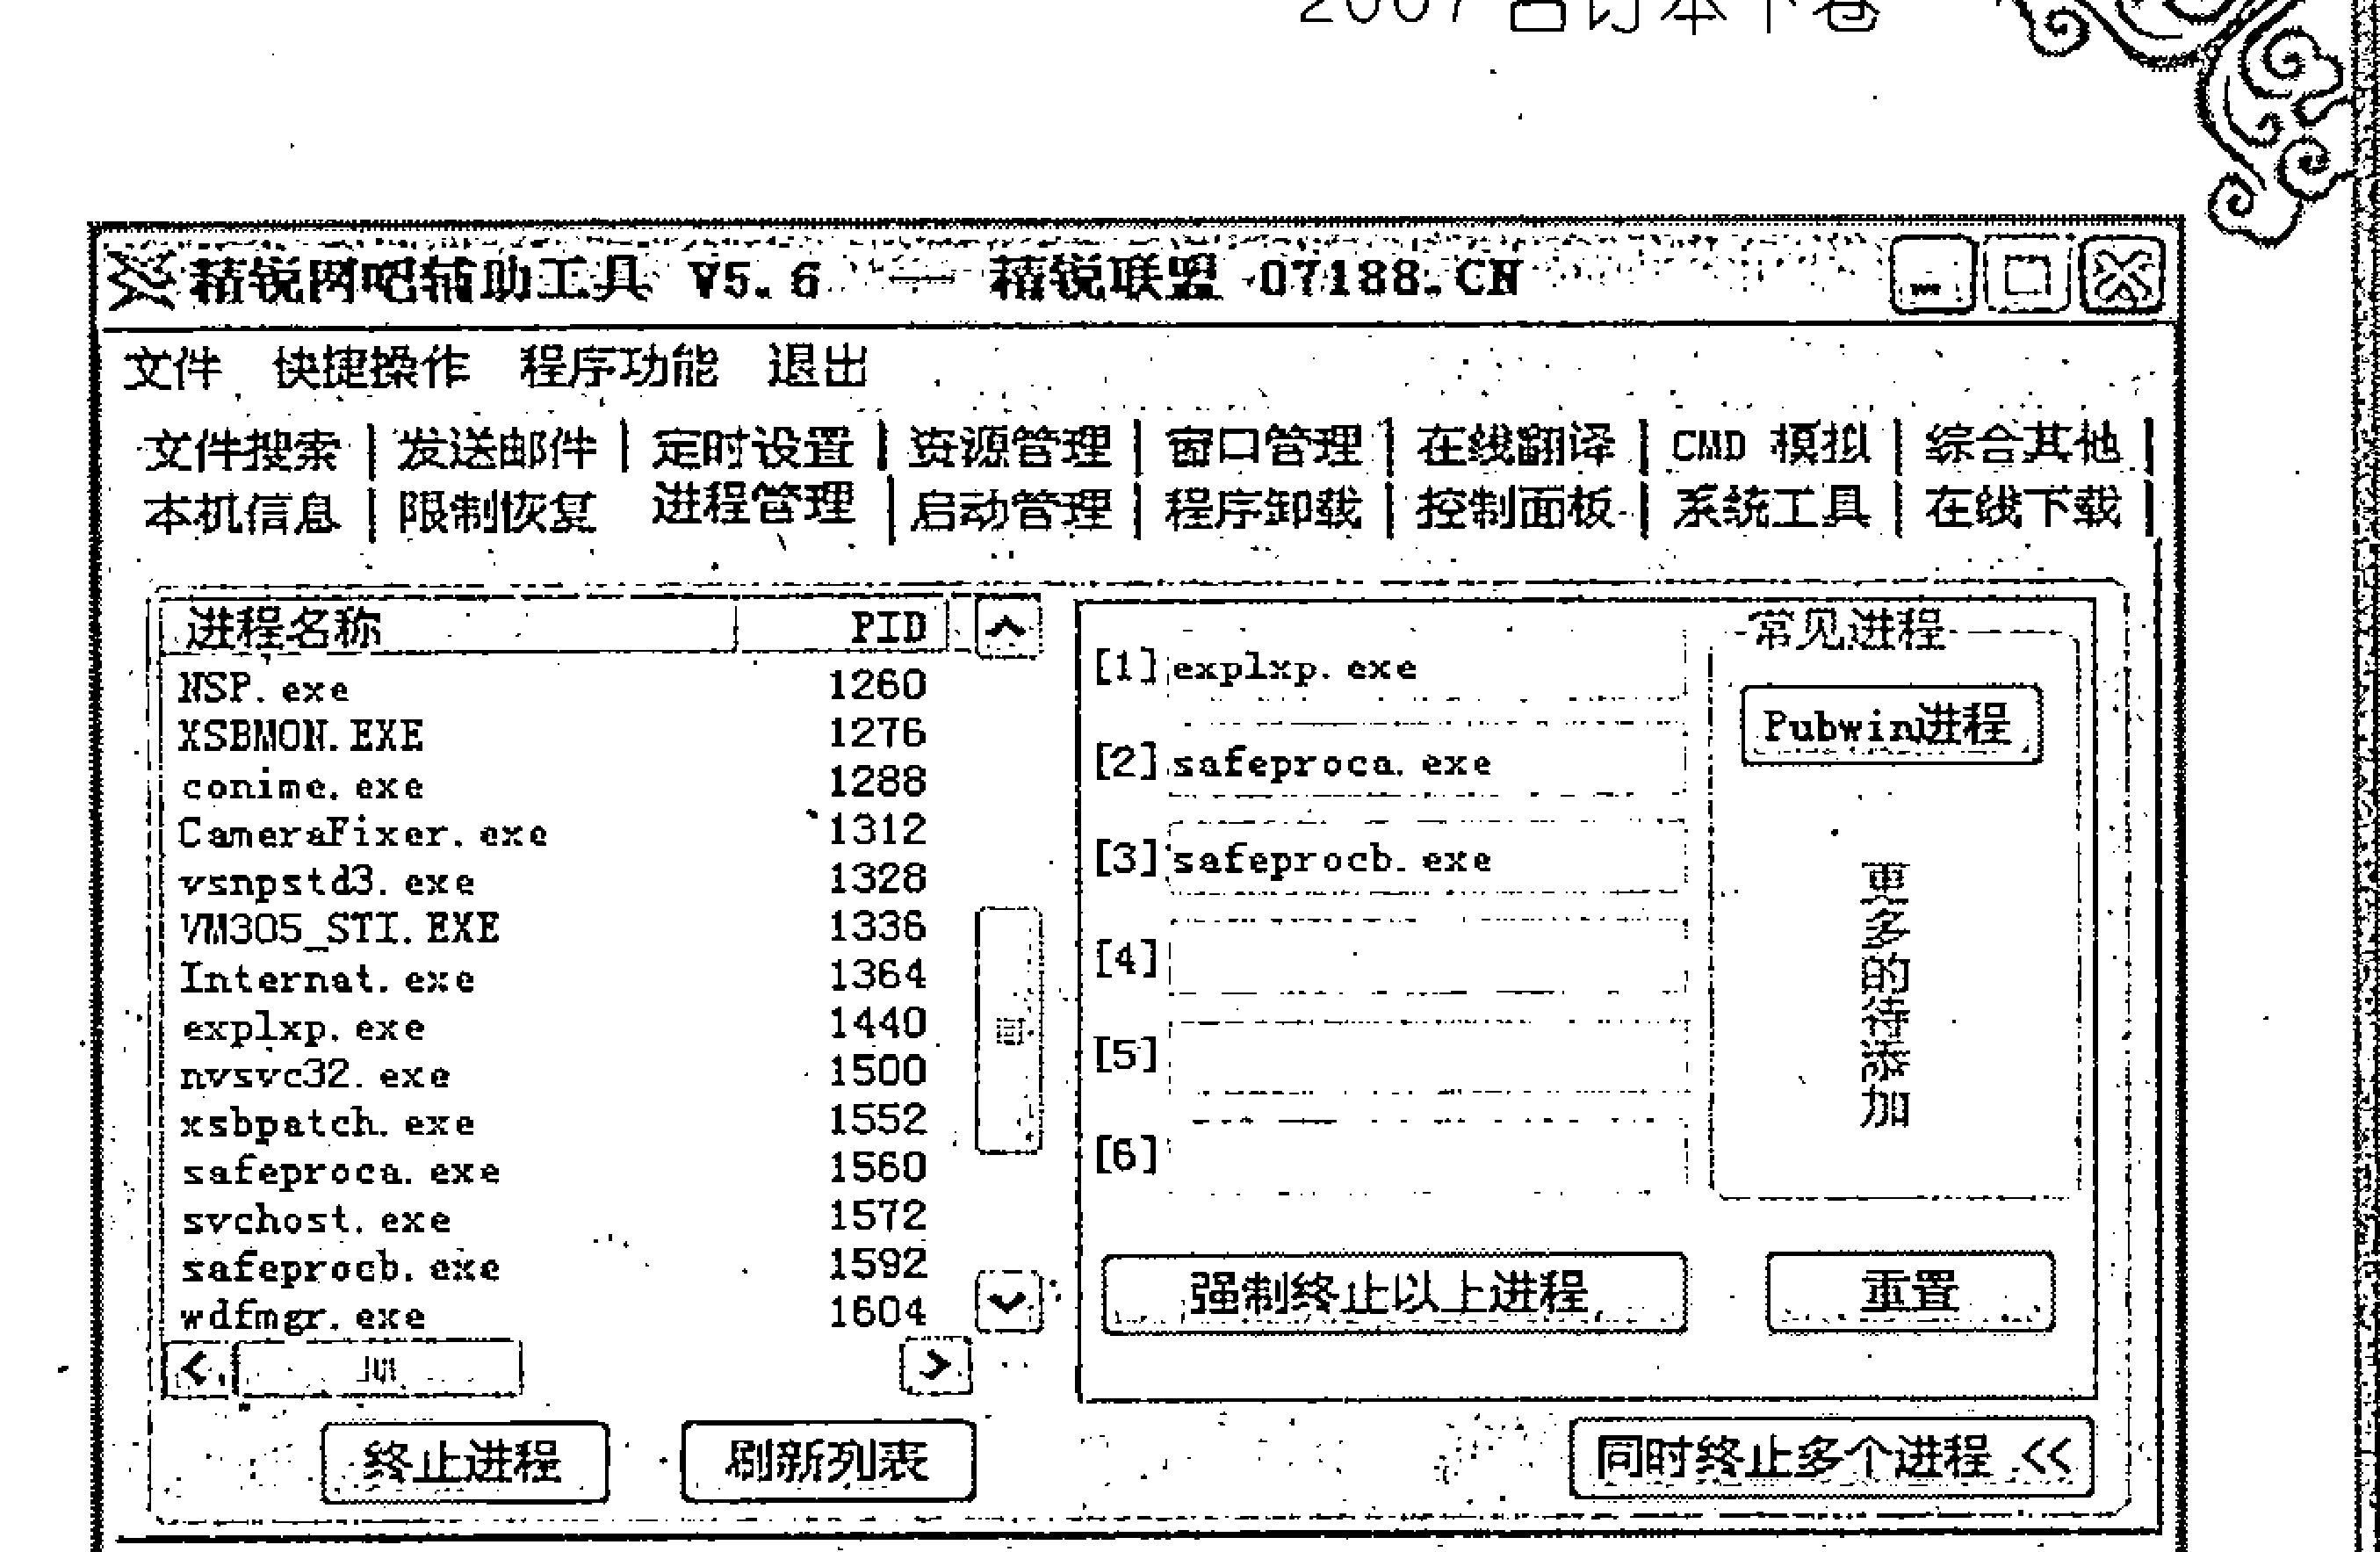 2007 合订本下卷
精锐网吧辅助工具 V5.6 — 精锐联盟 07188.CN
文件 快捷操作 程序功能 退出
文件搜索 发送邮件 定时设置 资源管理 窗口管理 在线翻译 CMD 模拟 综合其他
本机信息 限制恢复 进程管理 启动管理 程序卸载 控制面板 系统工具 在线下载
进程名称 PID
NSP.exe 1260
XSBMON.EXE 1276
conime.exe 1288
CameraFixer.exe 1312
vsnpstd3.exe 1328
VM305_STI.EXE 1336
Internat.exe 1364
explxp.exe 1440
nvsvc32.exe 1500
xsbpatch.exe 1552
safeproca.exe 1560
svchost.exe 1572
safeprocb.exe 1592
wdfmgr.exe 1604
终止进程 刷新列表
[1] explxp.exe
[2] safeproca.exe
[3] safeprocb.exe
[4]
[5]
[6]
常见进程
Pubwin进程
更多的待添加
强制终止以上进程 重置
同时终止多个进程 <<